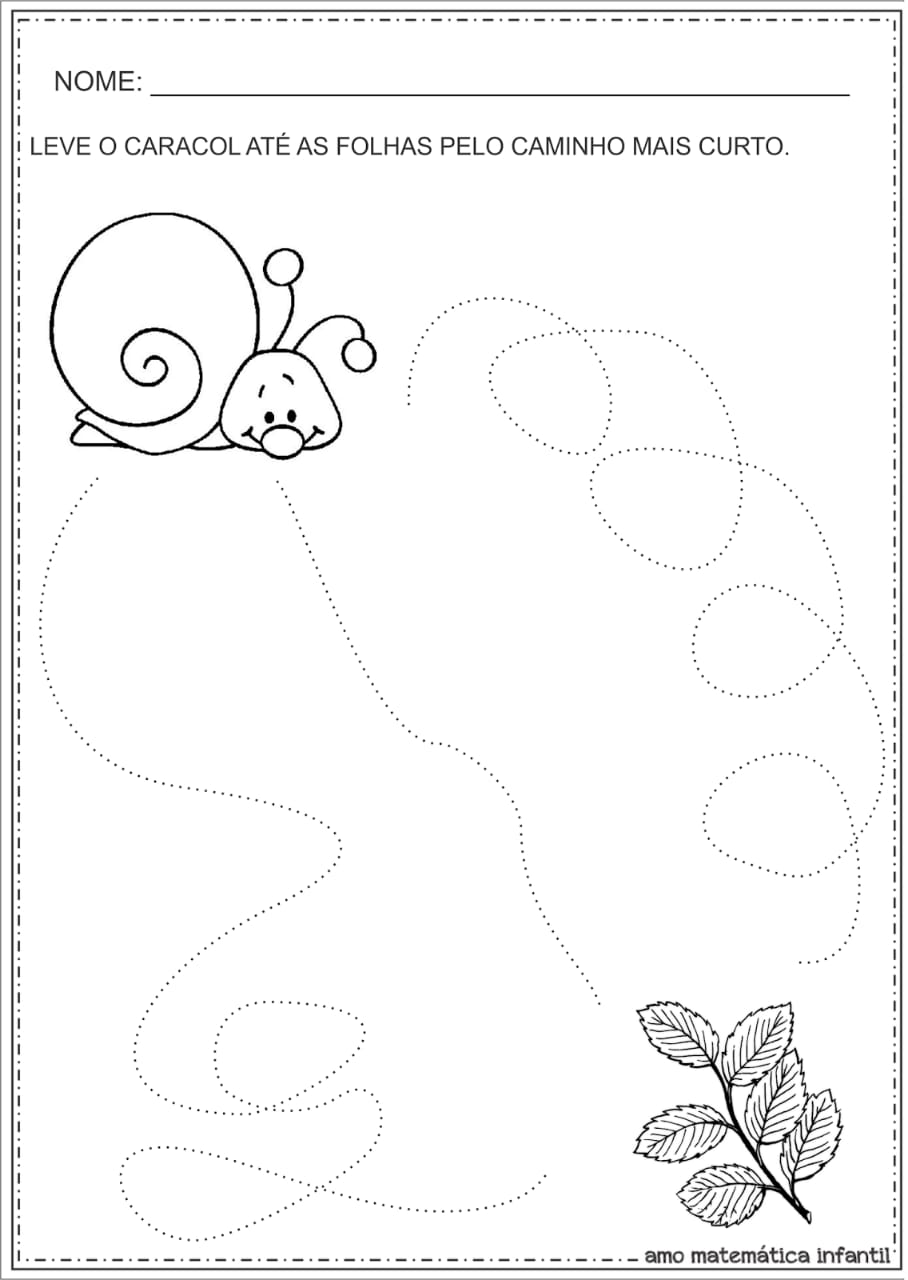 NOME:
LEVE O CARACOL ATÉ AS FOLHAS PELO CAMINHO MAIS CURTO.
amo matemática infantil